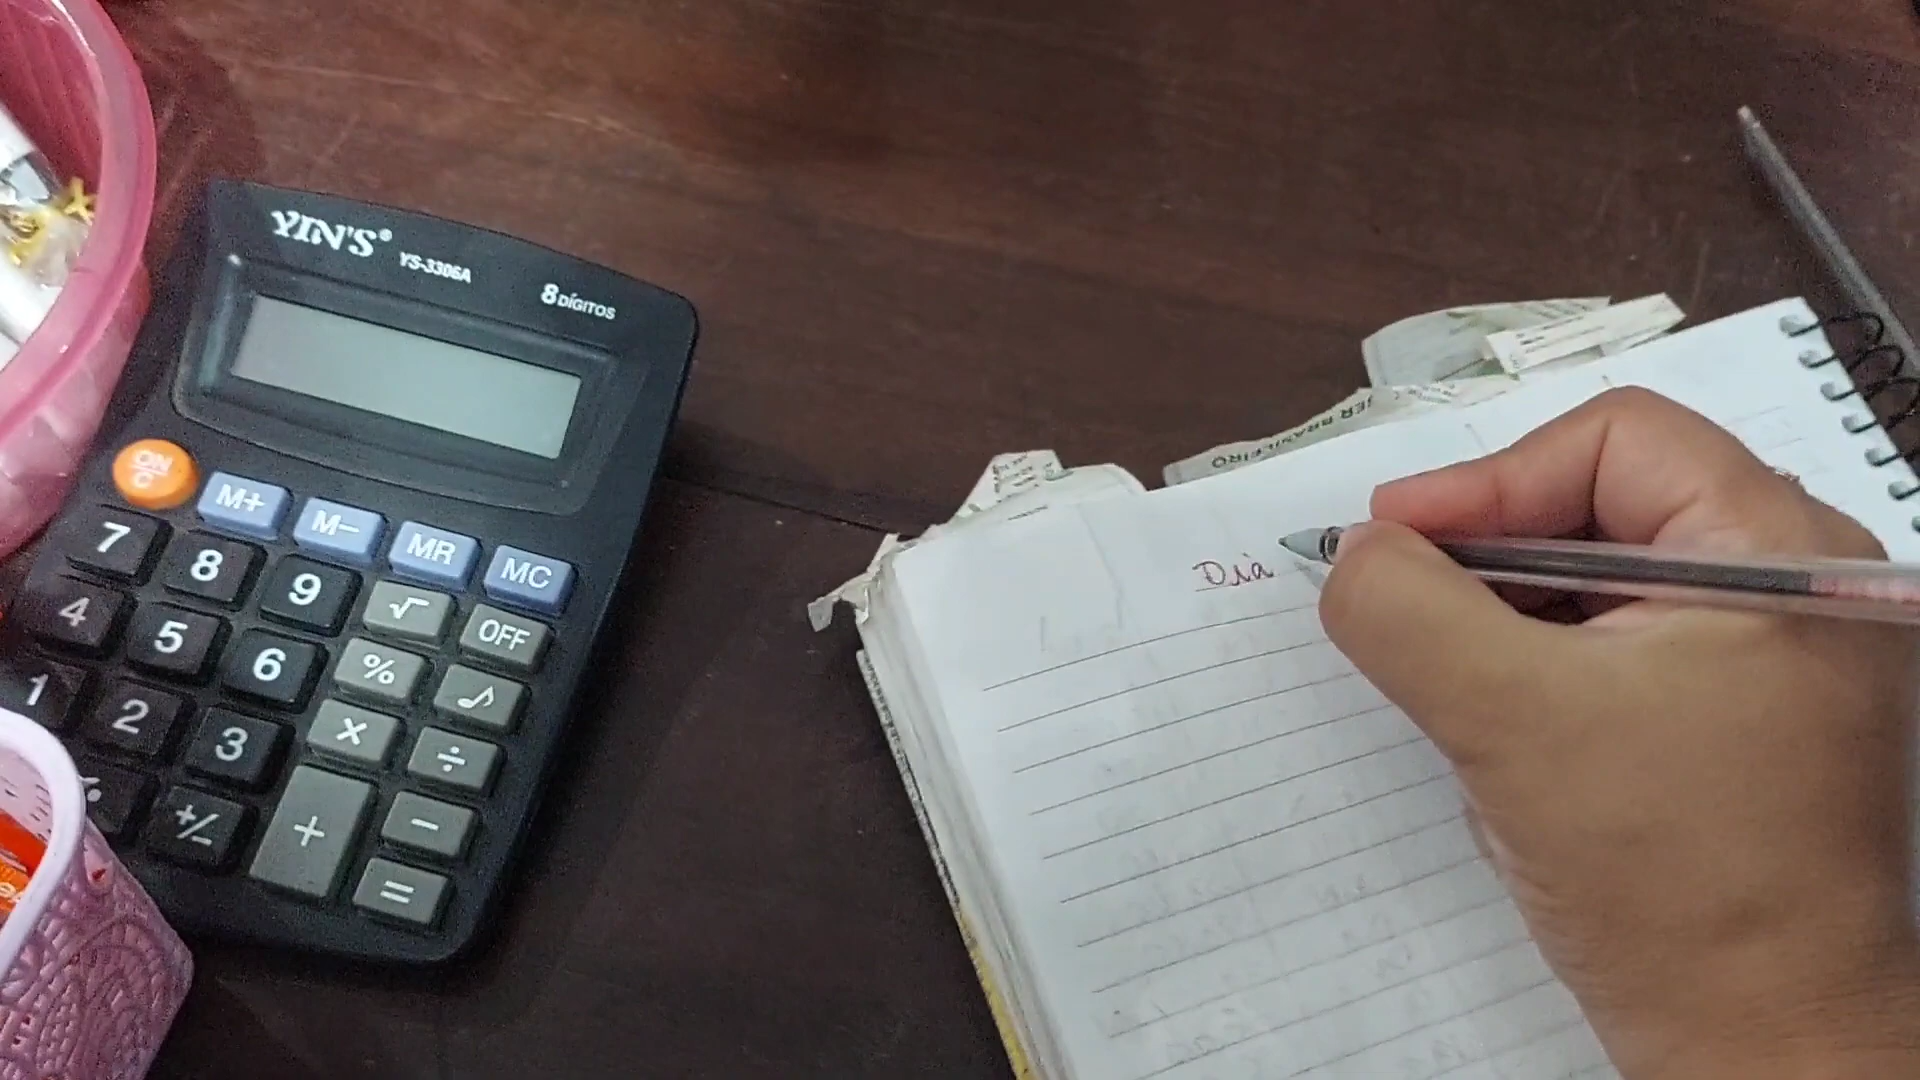 YIN'S®
YS-3306A
8 DÍGITOS
ON/C
M+ M− MR MC
7 8 9 √ OFF
4 5 6 % ♪
1 2 3 × ÷
+/− + −
=
BRASILEIRO
Dia